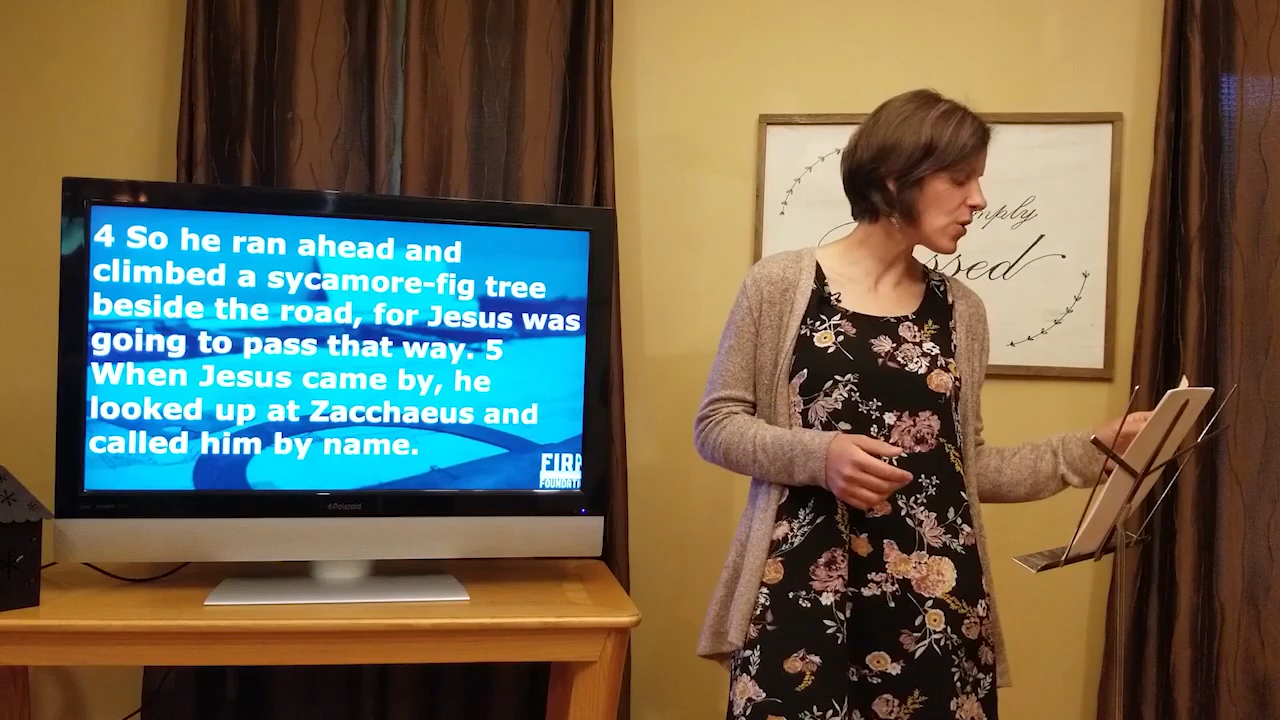 4 So he ran ahead and
climbed a sycamore-fig tree
beside the road, for Jesus was
going to pass that way. 5
When Jesus came by, he
looked up at Zacchaeus and
called him by name.
Polaroid